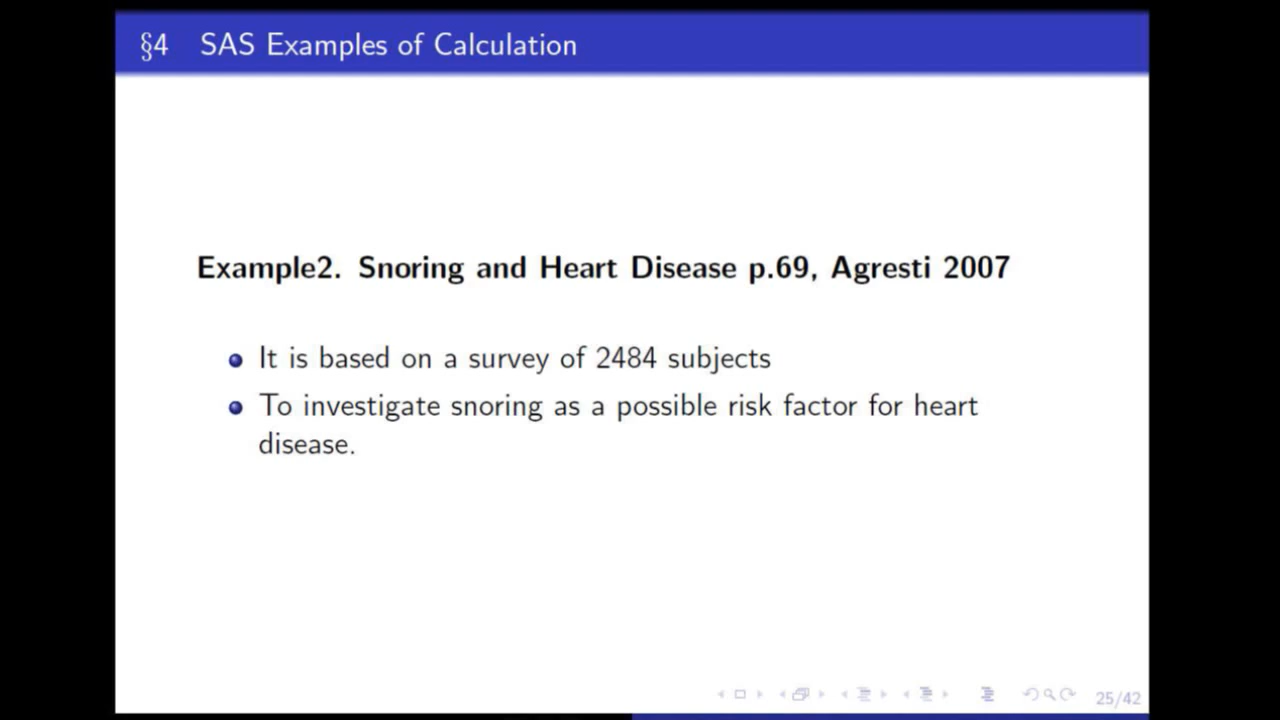 §4 SAS Examples of Calculation
Example2. Snoring and Heart Disease p.69, Agresti 2007
It is based on a survey of 2484 subjects
To investigate snoring as a possible risk factor for heart
disease.
25/42